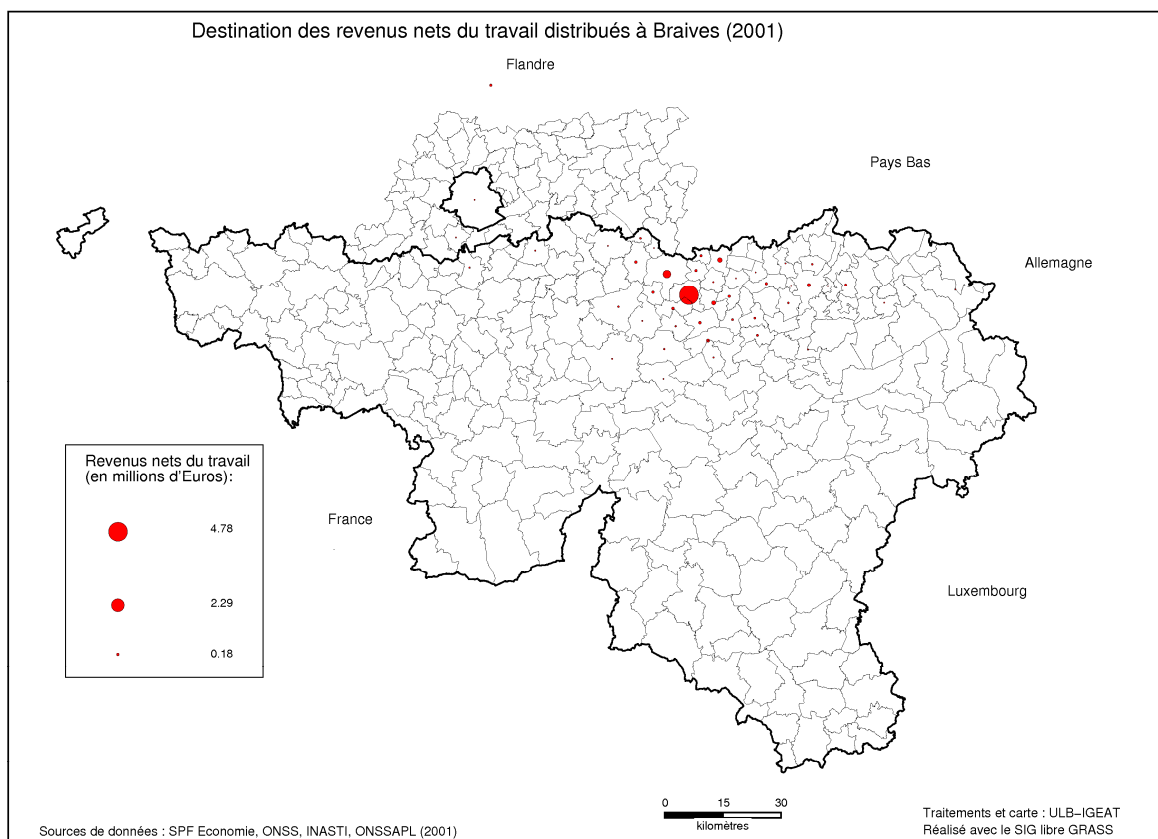 Destination des revenus nets du travail distribués à Braives (2001)
Flandre
Pays Bas
Allemagne
Revenus nets du travail
(en millions d'Euros):
4.78
2.29
0.18
France
Luxembourg
0 15 30
kilomètres
Sources de données : SPF Economie, ONSS, INASTI, ONSSAPL (2001)
Traitements et carte : ULB-IGEAT
Réalisé avec le SIG libre GRASS